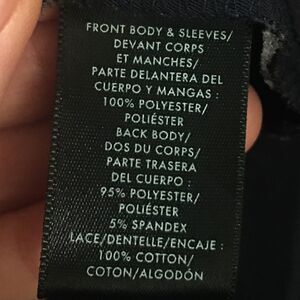 FRONT BODY & SLEEVES/
DEVANT CORPS
ET MANCHES/
PARTE DELANTERA DEL
CUERPO Y MANGAS :
100% POLYESTER/
POLIÉSTER
BACK BODY/
DOS DU CORPS/
PARTE TRASERA
DEL CUERPO :
95% POLYESTER/
POLIÉSTER
5% SPANDEX
LACE/DENTELLE/ENCAJE :
100% COTTON/
COTON/ALGODÓN